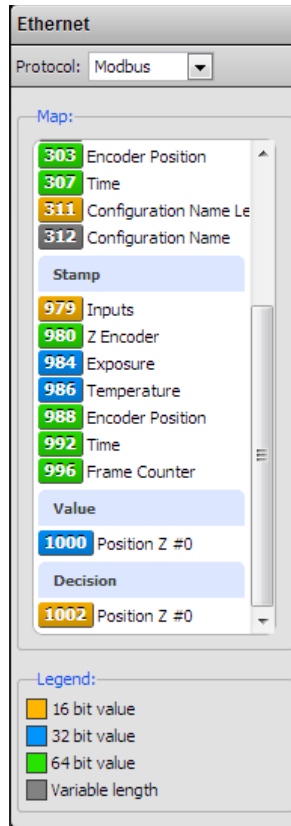 Ethernet
Protocol: Modbus
Map:
303 Encoder Position
307 Time
311 Configuration Name Le
312 Configuration Name
Stamp
979 Inputs
980 Z Encoder
984 Exposure
986 Temperature
988 Encoder Position
992 Time
996 Frame Counter
Value
1000 Position Z #0
Decision
1002 Position Z #0
Legend:
16 bit value
32 bit value
64 bit value
Variable length